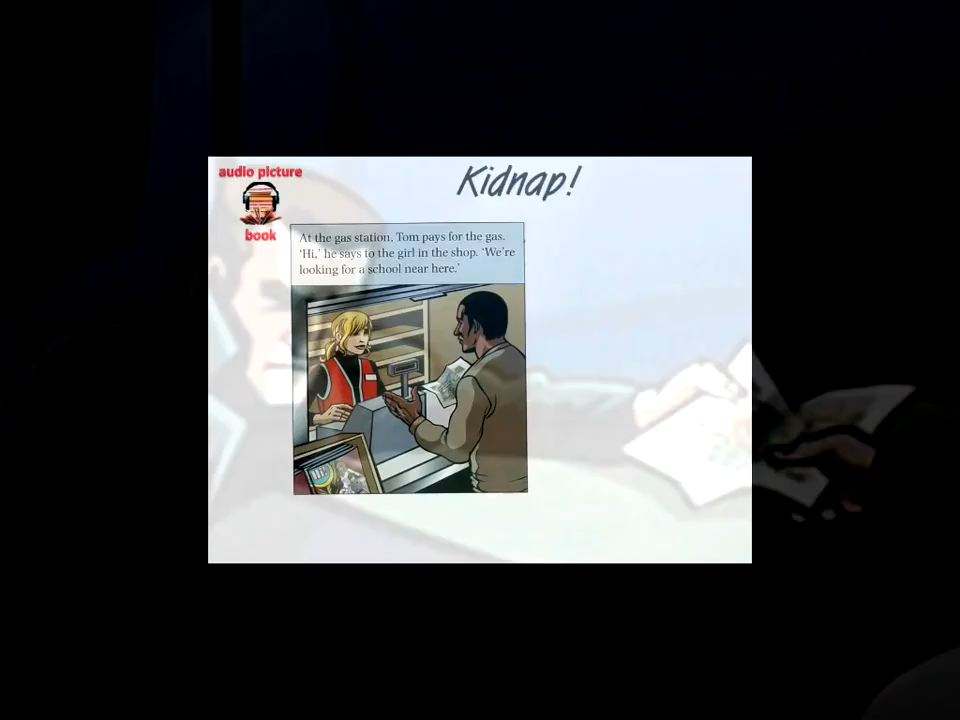 audio picture
book
Kidnap!
At the gas station, Tom pays for the gas.
‘Hi,’ he says to the girl in the shop. ‘We’re
looking for a school near here.’